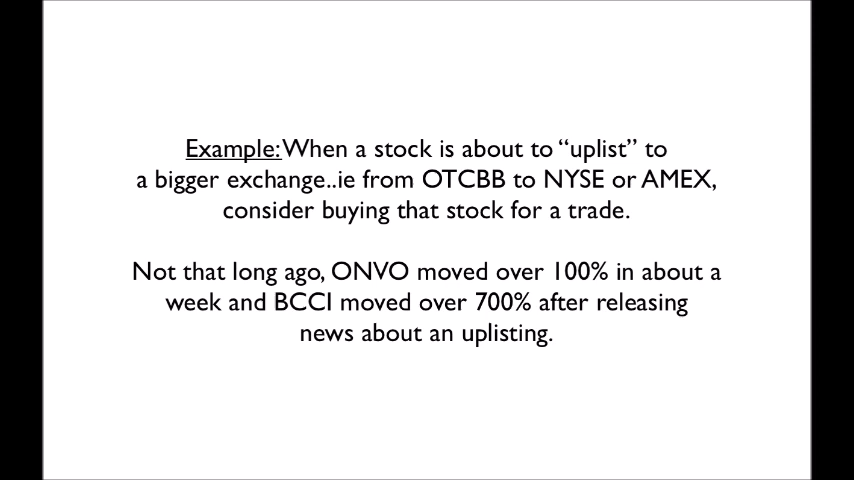 Example: When a stock is about to “uplist” to
a bigger exchange..ie from OTCBB to NYSE or AMEX,
consider buying that stock for a trade.
Not that long ago, ONVO moved over 100% in about a
week and BCCI moved over 700% after releasing
news about an uplisting.